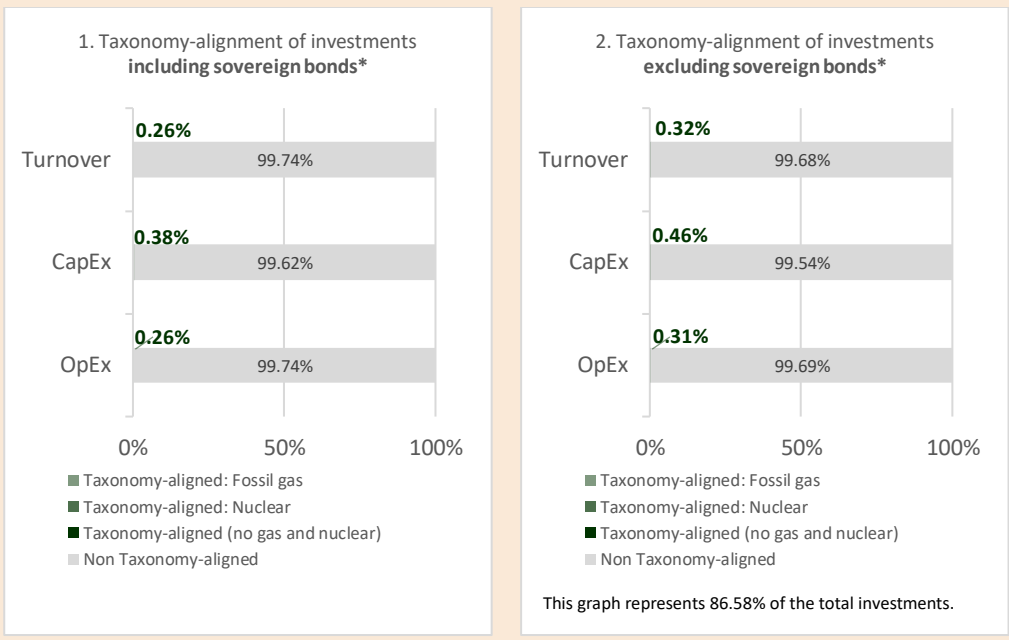 1. Taxonomy-alignment of investments
including sovereign bonds*
0.26%
Turnover
99.74%
0.38%
CapEx
99.62%
0.26%
OpEx
99.74%
0%
50%
100%
Taxonomy-aligned: Fossil gas
Taxonomy-aligned: Nuclear
Taxonomy-aligned (no gas and nuclear)
Non Taxonomy-aligned
2. Taxonomy-alignment of investments
excluding sovereign bonds*
0.32%
Turnover
99.68%
0.46%
CapEx
99.54%
0.31%
OpEx
99.69%
0%
50%
100%
Taxonomy-aligned: Fossil gas
Taxonomy-aligned: Nuclear
Taxonomy-aligned (no gas and nuclear)
Non Taxonomy-aligned
This graph represents 86.58% of the total investments.